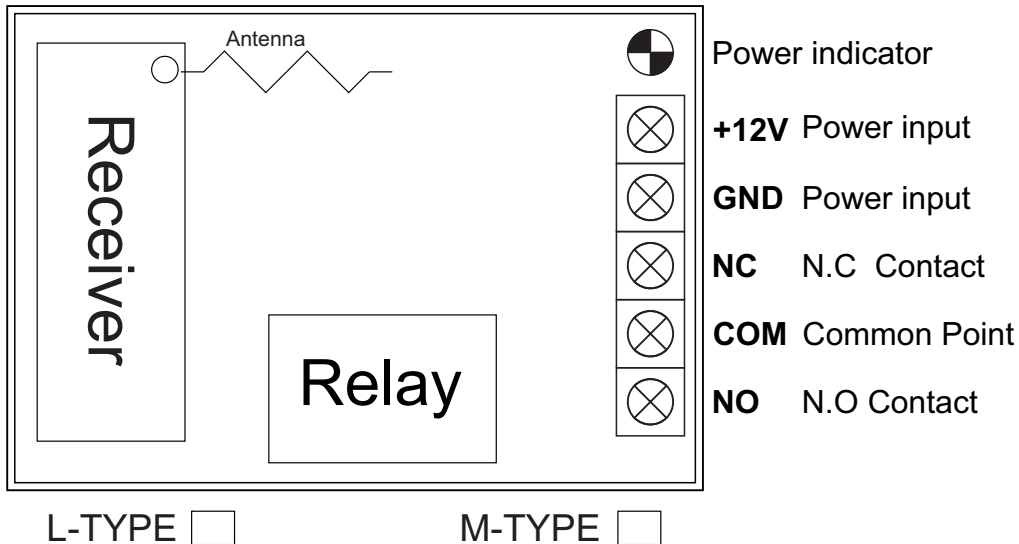 Antenna
Power indicator
Receiver
+12V Power input
GND Power input
NC N.C Contact
COM Common Point
Relay
NO N.O Contact
L-TYPE
M-TYPE